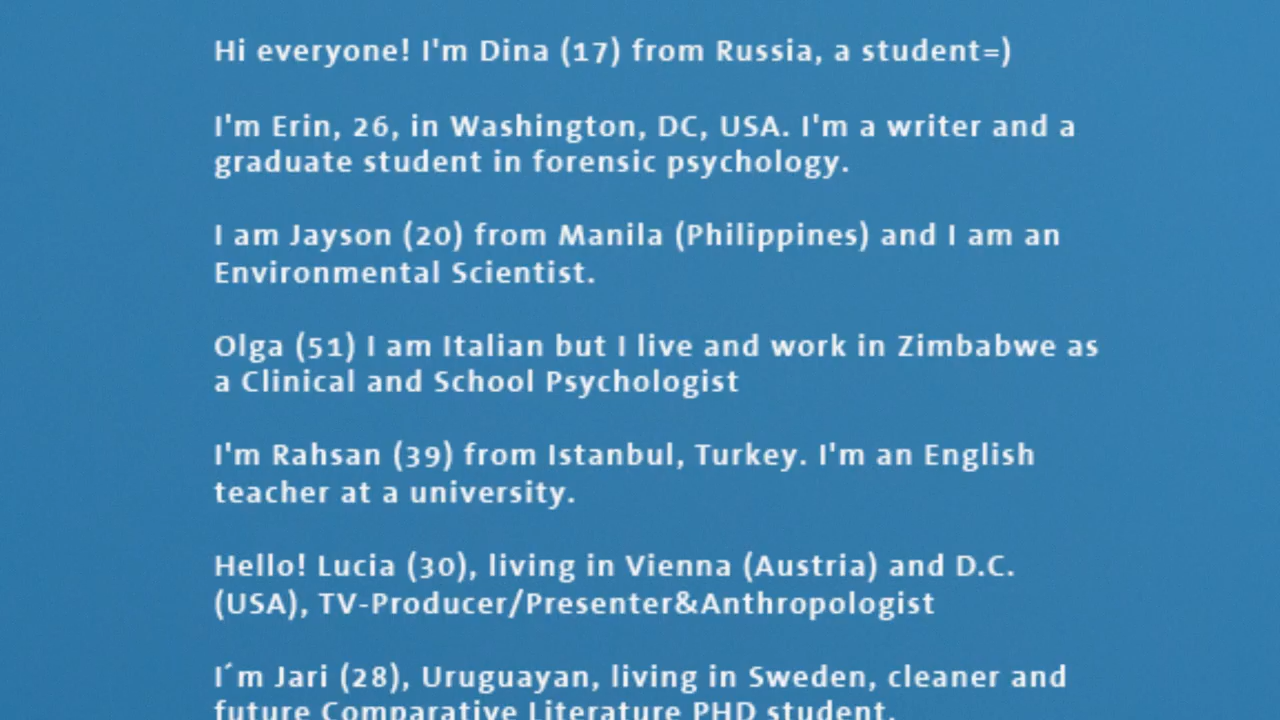 Hi everyone! I'm Dina (17) from Russia, a student=)
I'm Erin, 26, in Washington, DC, USA. I'm a writer and a
graduate student in forensic psychology.
I am Jayson (20) from Manila (Philippines) and I am an
Environmental Scientist.
Olga (51) I am Italian but I live and work in Zimbabwe as
a Clinical and School Psychologist
I'm Rahsan (39) from Istanbul, Turkey. I'm an English
teacher at a university.
Hello! Lucia (30), living in Vienna (Austria) and D.C.
(USA), TV-Producer/Presenter&Anthropologist
I´m Jari (28), Uruguayan, living in Sweden, cleaner and
future Comparative Literature PHD student.